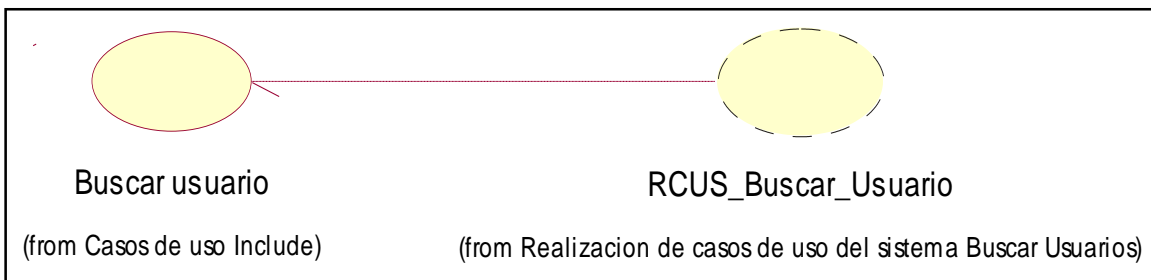 Buscar usuario
RCUS_Buscar_Usuario
(from Casos de uso Include)
(from Realizacion de casos de uso del sistema Buscar Usuarios)